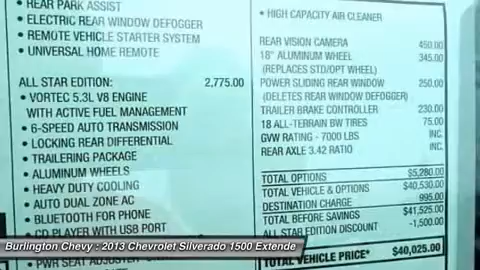 • REAR PARK ASSIST
• ELECTRIC REAR WINDOW DEFOGGER
• REMOTE VEHICLE STARTER SYSTEM
• UNIVERSAL HOME REMOTE
ALL STAR EDITION: 2,775.00
• VORTEC 5.3L V8 ENGINE
WITH ACTIVE FUEL MANAGEMENT
• 6-SPEED AUTO TRANSMISSION
• LOCKING REAR DIFFERENTIAL
• TRAILERING PACKAGE
• ALUMINUM WHEELS
• HEAVY DUTY COOLING
• AUTO DUAL ZONE AC
• BLUETOOTH FOR PHONE
• CD PLAYER WITH USB PORT
• PWR SEAT ADJUSTER
• HIGH CAPACITY AIR CLEANER
REAR VISION CAMERA 450.00
18" ALUMINUM WHEEL 345.00
(REPLACES STD/OPT WHEEL)
POWER SLIDING REAR WINDOW 250.00
(DELETES REAR WINDOW DEFOGGER)
TRAILER BRAKE CONTROLLER 230.00
18 ALL-TERRAIN BW TIRES 75.00
GVW RATING - 7000 LBS INC.
REAR AXLE 3.42 RATIO INC.
TOTAL OPTIONS $5,280.00
TOTAL VEHICLE & OPTIONS $40,530.00
DESTINATION CHARGE 995.00
TOTAL BEFORE SAVINGS $41,525.00
ALL STAR EDITION DISCOUNT -1,500.00
TOTAL VEHICLE PRICE* $40,025.00
Burlington Chevy : 2013 Chevrolet Silverado 1500 Extende